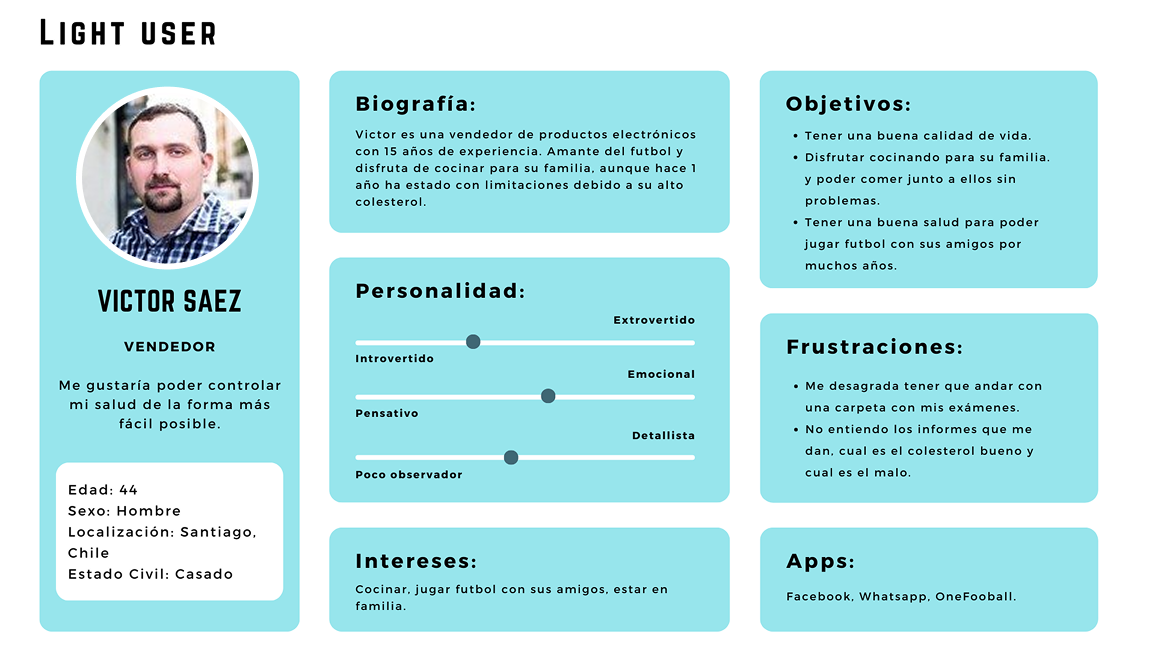 LIGHT USER
VICTOR SAEZ
VENDEDOR
Me gustaría poder controlar
mi salud de la forma más
fácil posible.
Edad: 44
Sexo: Hombre
Localización: Santiago,
Chile
Estado Civil: Casado
Biografía:
Victor es una vendedor de productos electrónicos
con 15 años de experiencia. Amante del futbol y
disfruta de cocinar para su familia, aunque hace 1
año ha estado con limitaciones debido a su alto
colesterol.
Personalidad:
Extrovertido
Introvertido
Emocional
Pensativo
Detallista
Poco observador
Intereses:
Cocinar, jugar futbol con sus amigos, estar en
familia.
Objetivos:
• Tener una buena calidad de vida.
• Disfrutar cocinando para su familia.
y poder comer junto a ellos sin
problemas.
• Tener una buena salud para poder
jugar futbol con sus amigos por
muchos años.
Frustraciones:
• Me desagrada tener que andar con
una carpeta con mis exámenes.
• No entiendo los informes que me
dan, cual es el colesterol bueno y
cual es el malo.
Apps:
Facebook, Whatsapp, OneFooball.